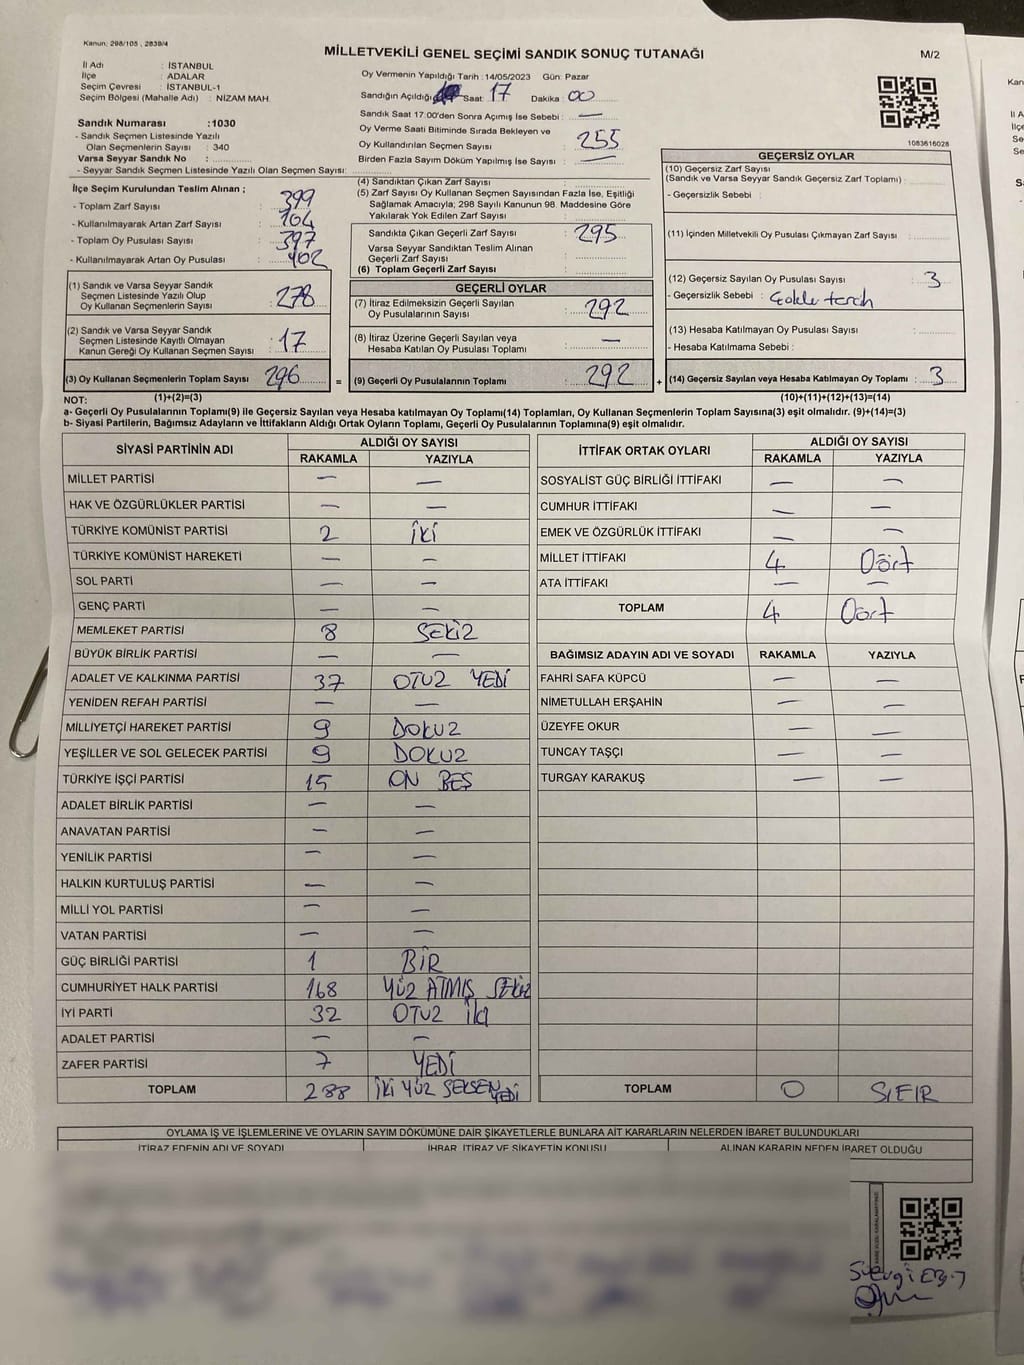 Kanun: 298/105 , 2839/4
MİLLETVEKİLİ GENEL SEÇİMİ SANDIK SONUÇ TUTANAĞI
M/2
İl Adı : İSTANBUL
İlçe : ADALAR
Seçim Çevresi : İSTANBUL-1
Seçim Bölgesi (Mahalle Adı) : NİZAM MAH.
Sandık Numarası :1030
- Sandık Seçmen Listesinde Yazılı
Olan Seçmenlerin Sayısı : 340
Varsa Seyyar Sandık No :
- Seyyar Sandık Seçmen Listesinde Yazılı Olan Seçmen Sayısı:
Oy Vermenin Yapıldığı Tarih : 14/05/2023 Gün: Pazar
Sandığın Açıldığı Saat 17 Dakika : 00
Sandık Saat 17:00'den Sonra Açımış İse Sebebi : —
Oy Verme Saati Bitiminde Sırada Bekleyen ve
Oy Kullandırılan Seçmen Sayısı : 255
Birden Fazla Sayım Döküm Yapılmış İse Sayısı : —
1083616028
İlçe Seçim Kurulundan Teslim Alınan ;
- Toplam Zarf Sayısı : 399
- Kullanılmayarak Artan Zarf Sayısı : 104
- Toplam Oy Pusulası Sayısı : 397
- Kullanılmayarak Artan Oy Pusulası : 102
(1) Sandık ve Varsa Seyyar Sandık
Seçmen Listesinde Yazılı Olup
Oy Kullanan Seçmenlerin Sayısı : 278
(2) Sandık ve Varsa Seyyar Sandık
Seçmen Listesinde Kayıtlı Olmayan
Kanun Gereği Oy Kullanan Seçmen Sayısı : 17
(3) Oy Kullanan Seçmenlerin Toplam Sayısı 296
(4) Sandıktan Çıkan Zarf Sayısı :
(5) Zarf Sayısı Oy Kullanan Seçmen Sayısından Fazla İse, Eşitliği
Sağlamak Amacıyla; 298 Sayılı Kanunun 98. Maddesine Göre
Yakılarak Yok Edilen Zarf Sayısı :
Sandıkta Çıkan Geçerli Zarf Sayısı : 295
Varsa Seyyar Sandıktan Teslim Alınan
Geçerli Zarf Sayısı :
(6) Toplam Geçerli Zarf Sayısı :
GEÇERLİ OYLAR
(7) İtiraz Edilmeksizin Geçerli Sayılan
Oy Pusulalarının Sayısı : 292
(8) İtiraz Üzerine Geçerli Sayılan veya
Hesaba Katılan Oy Pusulası Toplamı : —
= (9) Geçerli Oy Pusulalarının Toplamı : 292
GEÇERSİZ OYLAR
(10) Geçersiz Zarf Sayısı
(Sandık ve Varsa Seyyar Sandık Geçersiz Zarf Toplamı) :
- Geçersizlik Sebebi :
(11) İçinden Milletvekili Oy Pusulası Çıkmayan Zarf Sayısı :
(12) Geçersiz Sayılan Oy Pusulası Sayısı : 3
- Geçersizlik Sebebi :
(13) Hesaba Katılmayan Oy Pusulası Sayısı :
- Hesaba Katılmama Sebebi :
+ (14) Geçersiz Sayılan veya Hesaba Katılmayan Oy Toplamı : 3
NOT: (1)+(2)=(3) (10)+(11)+(12)+(13)=(14)
a- Geçerli Oy Pusulalarının Toplamı(9) ile Geçersiz Sayılan veya Hesaba katılmayan Oy Toplamı(14) Toplamları, Oy Kullanan Seçmenlerin Toplam Sayısına(3) eşit olmalıdır. (9)+(14)=(3)
b- Siyasi Partilerin, Bağımsız Adayların ve İttifakların Aldığı Ortak Oyların Toplamı, Geçerli Oy Pusulalarının Toplamına(9) eşit olmalıdır.
SİYASİ PARTİNİN ADI ALDIĞI OY SAYISI
RAKAMLA YAZIYLA
MİLLET PARTİSİ — —
HAK VE ÖZGÜRLÜKLER PARTİSİ — —
TÜRKİYE KOMÜNİST PARTİSİ 2 İKİ
TÜRKİYE KOMÜNİST HAREKETİ — —
SOL PARTİ — —
GENÇ PARTİ — —
MEMLEKET PARTİSİ 8 SEKİZ
BÜYÜK BİRLİK PARTİSİ — —
ADALET VE KALKINMA PARTİSİ 37 OTUZ YEDİ
YENİDEN REFAH PARTİSİ — —
MİLLİYETÇİ HAREKET PARTİSİ 9 DOKUZ
YEŞİLLER VE SOL GELECEK PARTİSİ 9 DOKUZ
TÜRKİYE İŞÇİ PARTİSİ 15 ON BEŞ
ADALET BİRLİK PARTİSİ — —
ANAVATAN PARTİSİ — —
YENİLİK PARTİSİ — —
HALKIN KURTULUŞ PARTİSİ — —
MİLLİ YOL PARTİSİ — —
VATAN PARTİSİ — —
GÜÇ BİRLİĞİ PARTİSİ 1 BİR
CUMHURİYET HALK PARTİSİ 168 YÜZ ATMIŞ SEKİZ
İYİ PARTİ 32 OTUZ İKİ
ADALET PARTİSİ — —
ZAFER PARTİSİ 7 YEDİ
TOPLAM 288 İKİ YÜZ SEKSEN YEDİ
İTTİFAK ORTAK OYLARI ALDIĞI OY SAYISI
RAKAMLA YAZIYLA
SOSYALİST GÜÇ BİRLİĞİ İTTİFAKI — —
CUMHUR İTTİFAKI — —
EMEK VE ÖZGÜRLÜK İTTİFAKI — —
MİLLET İTTİFAKI 4 Dört
ATA İTTİFAKI — —
TOPLAM 4 Dört
BAĞIMSIZ ADAYIN ADI VE SOYADI RAKAMLA YAZIYLA
FAHRİ SAFA KÜPCÜ — —
NİMETULLAH ERŞAHİN — —
ÜZEYFE OKUR — —
TUNCAY TAŞÇI — —
TURGAY KARAKUŞ — —
TOPLAM 0 SIFIR
OYLAMA İŞ VE İŞLEMLERİNE VE OYLARIN SAYIM DÖKÜMÜNE DAİR ŞİKAYETLERLE BUNLARA AİT KARARLARIN NELERDEN İBARET BULUNDUKLARI
İTİRAZ EDENİN ADI VE SOYADI İHBAR, İTİRAZ VE ŞİKAYETİN KONUSU ALINAN KARARIN NEDEN İBARET OLDUĞU